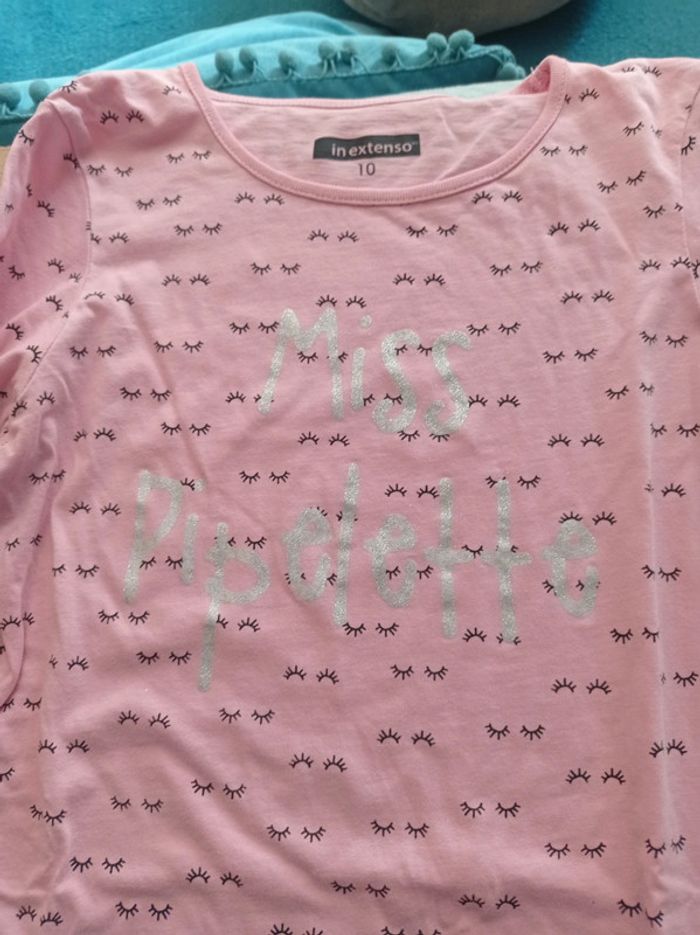 in extenso
10
Miss
Pipelette